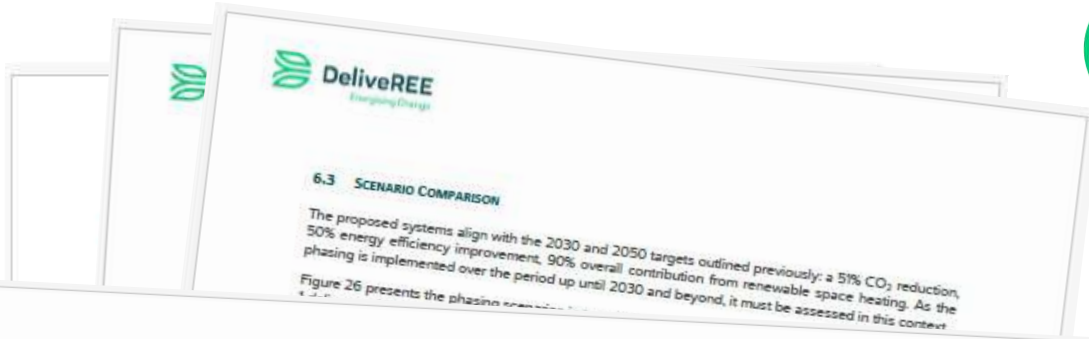 DeliveREE
Energising Change
6.3 SCENARIO COMPARISON
The proposed systems align with the 2030 and 2050 targets outlined previously: a 51% CO₂ reduction,
50% energy efficiency improvement, 90% overall contribution from renewable space heating. As the
phasing is implemented over the period up until 2030 and beyond, it must be assessed in this context.
Figure 26 presents the phasing scenarios